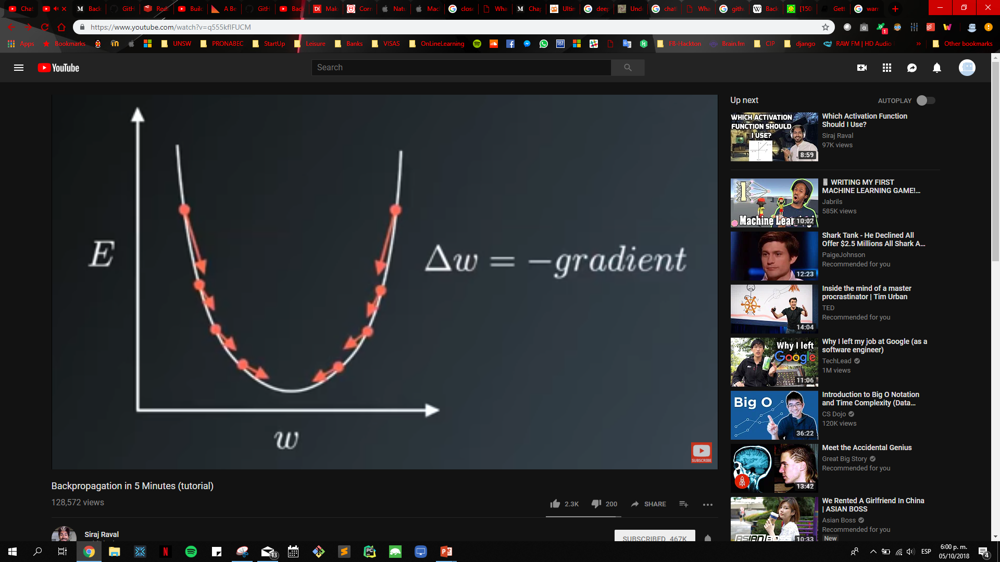 Chat
Back
GitH
Redn
Build
A Be
GitH
Back
Mak
Corn
Natu
Mac
close
Wha
Chap
Ultin
deep
Und
chat
Wha
gith
Back
[150
Gett
wan
https://www.youtube.com/watch?v=q555kfIFUCM
Apps
Bookmarks
UNSW
PRONABEC
StartUp
Leisure
Banks
VISAS
OnLineLearning
FB-Hackton
Brain.fm
CIP
django
RAW FM | HD Audio
Other bookmarks
YouTube
Search
E
w
Δw = −gradient
SUBSCRIBE
Backpropagation in 5 Minutes (tutorial)
128,572 views
2.3K
200
SHARE
Siraj Raval
SUBSCRIBED 467K
Up next
AUTOPLAY
WHICH ACTIVATION
FUNCTION SHOULD
I USE?
8:59
Which Activation Function
Should I Use?
Siraj Raval
97K views
Machine Learning
10:02
WRITING MY FIRST
MACHINE LEARNING GAME!...
Jabrils
585K views
12:23
Shark Tank - He Declined All
Offer $2.5 Millions All Shark A...
PaigeJohnson
Recommended for you
14:04
Inside the mind of a master
procrastinator | Tim Urban
TED
Recommended for you
Why I left
Google
11:06
Why I left my job at Google (as a
software engineer)
TechLead
1M views
Big O
36:22
Introduction to Big O Notation
and Time Complexity (Data...
CS Dojo
120K views
13:42
Meet the Accidental Genius
Great Big Story
Recommended for you
ASIAN BOSS
10:33
We Rented A Girlfriend In China
| ASIAN BOSS
Asian Boss
Recommended for you
New
13
ESP
6:00 p. m.
05/10/2018
4